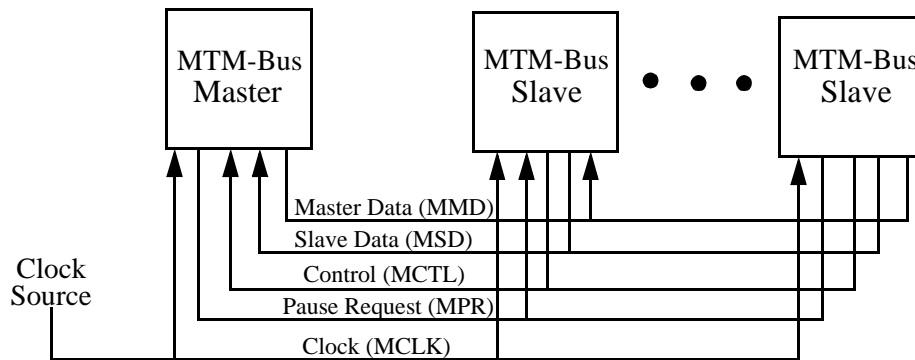 MTM-Bus
Master
MTM-Bus
Slave
MTM-Bus
Slave
Master Data (MMD)
Slave Data (MSD)
Control (MCTL)
Pause Request (MPR)
Clock (MCLK)
Clock
Source